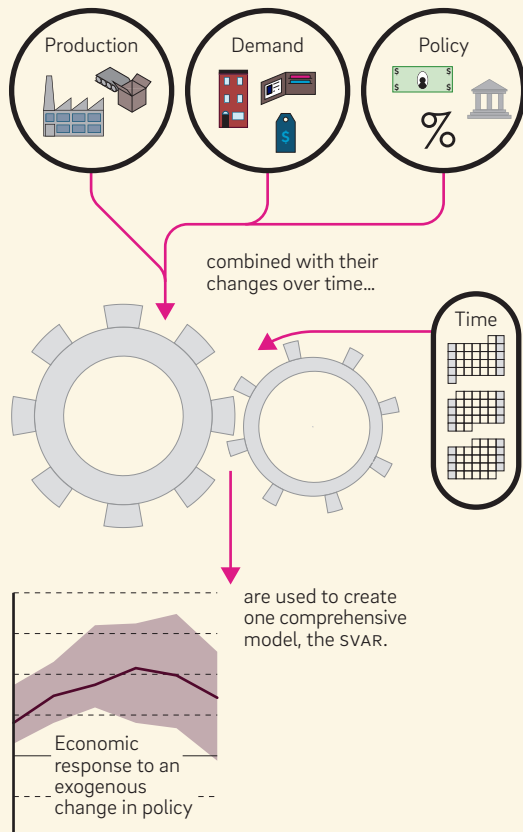 Production
Demand
Policy
$ $
$ $
%
$
combined with their
changes over time…
Time
are used to create
one comprehensive
model, the SVAR.
Economic
response to an
exogenous
change in policy